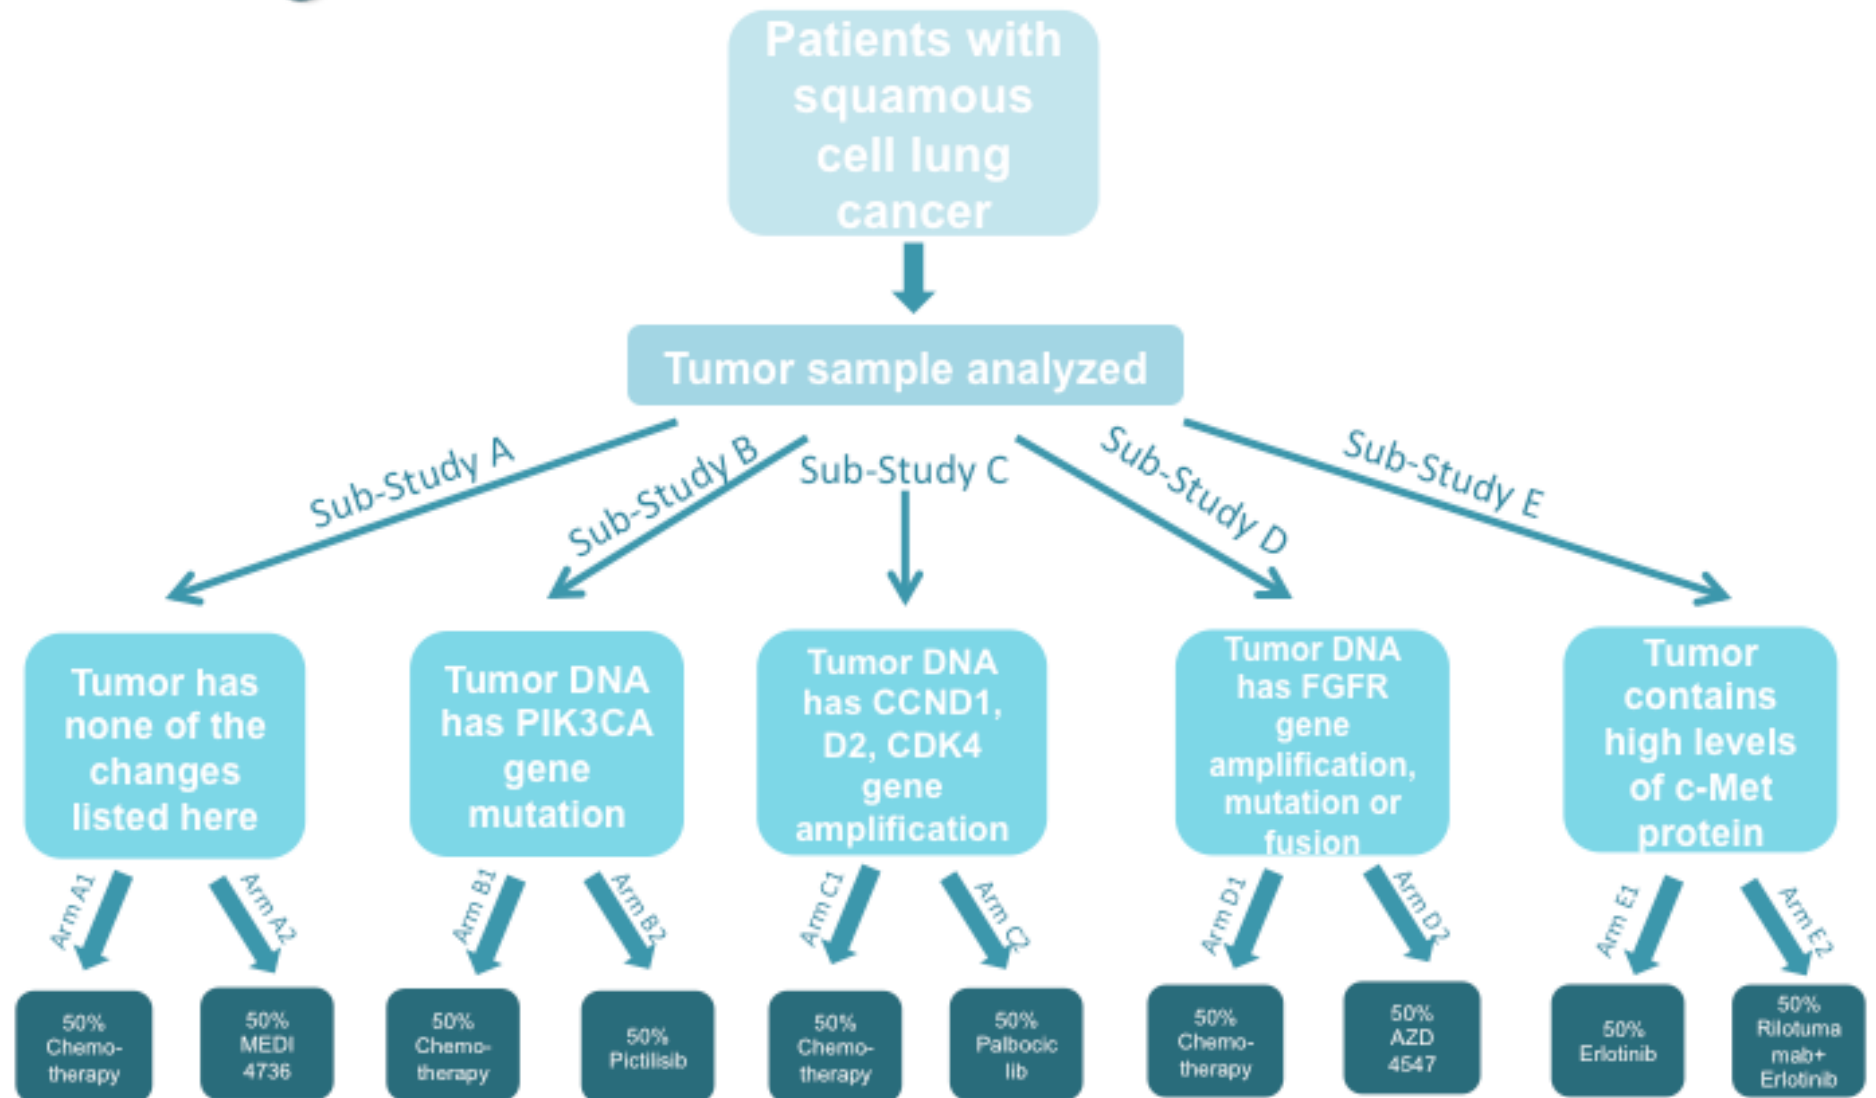 Patients with
squamous
cell lung
cancer
Tumor sample analyzed
Sub-Study A
Sub-Study B
Sub-Study C
Sub-Study D
Sub-Study E
Tumor has
none of the
changes
listed here
Tumor DNA
has PIK3CA
gene
mutation
Tumor DNA
has CCND1,
D2, CDK4
gene
amplification
Tumor DNA
has FGFR
gene
amplification,
mutation or
fusion
Tumor
contains
high levels
of c-Met
protein
Arm A1
Arm A2
Arm B1
Arm B2
Arm C1
Arm C2
Arm D1
Arm D2
Arm E1
Arm E2
50%
Chemo-
therapy
50%
MEDI
4736
50%
Chemo-
therapy
50%
Pictilisib
50%
Chemo-
therapy
50%
Palbocic
lib
50%
Chemo-
therapy
50%
AZD
4547
50%
Erlotinib
50%
Rilotuma
mab+
Erlotinib